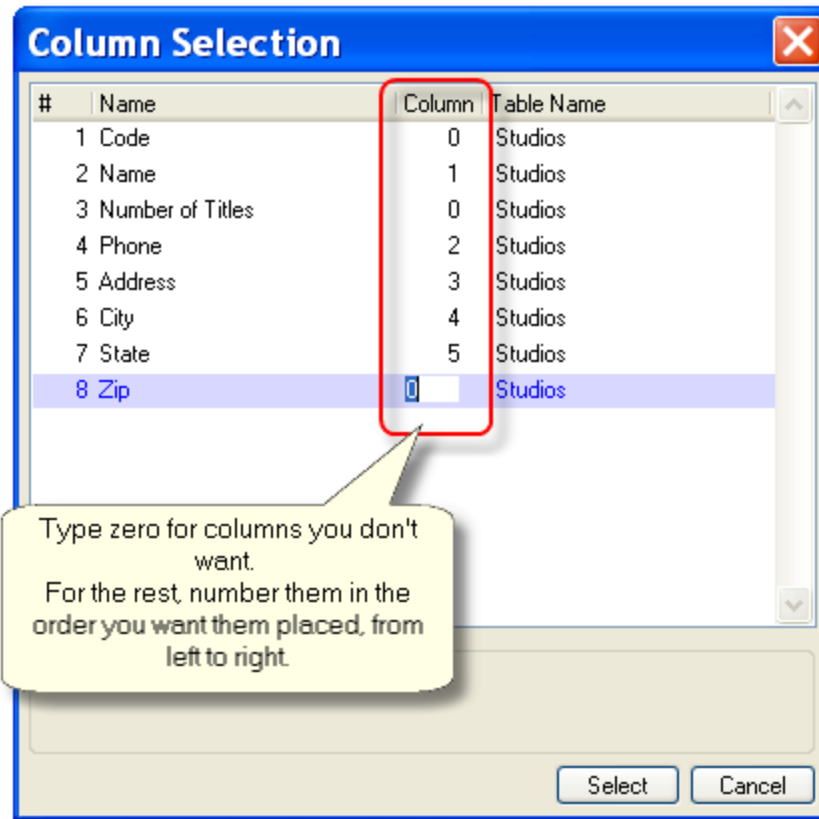 Column Selection
# Name Column Table Name
1 Code 0 Studios
2 Name 1 Studios
3 Number of Titles 0 Studios
4 Phone 2 Studios
5 Address 3 Studios
6 City 4 Studios
7 State 5 Studios
8 Zip 0 Studios
Type zero for columns you don't
want.
For the rest, number them in the
order you want them placed, from
left to right.
Select Cancel